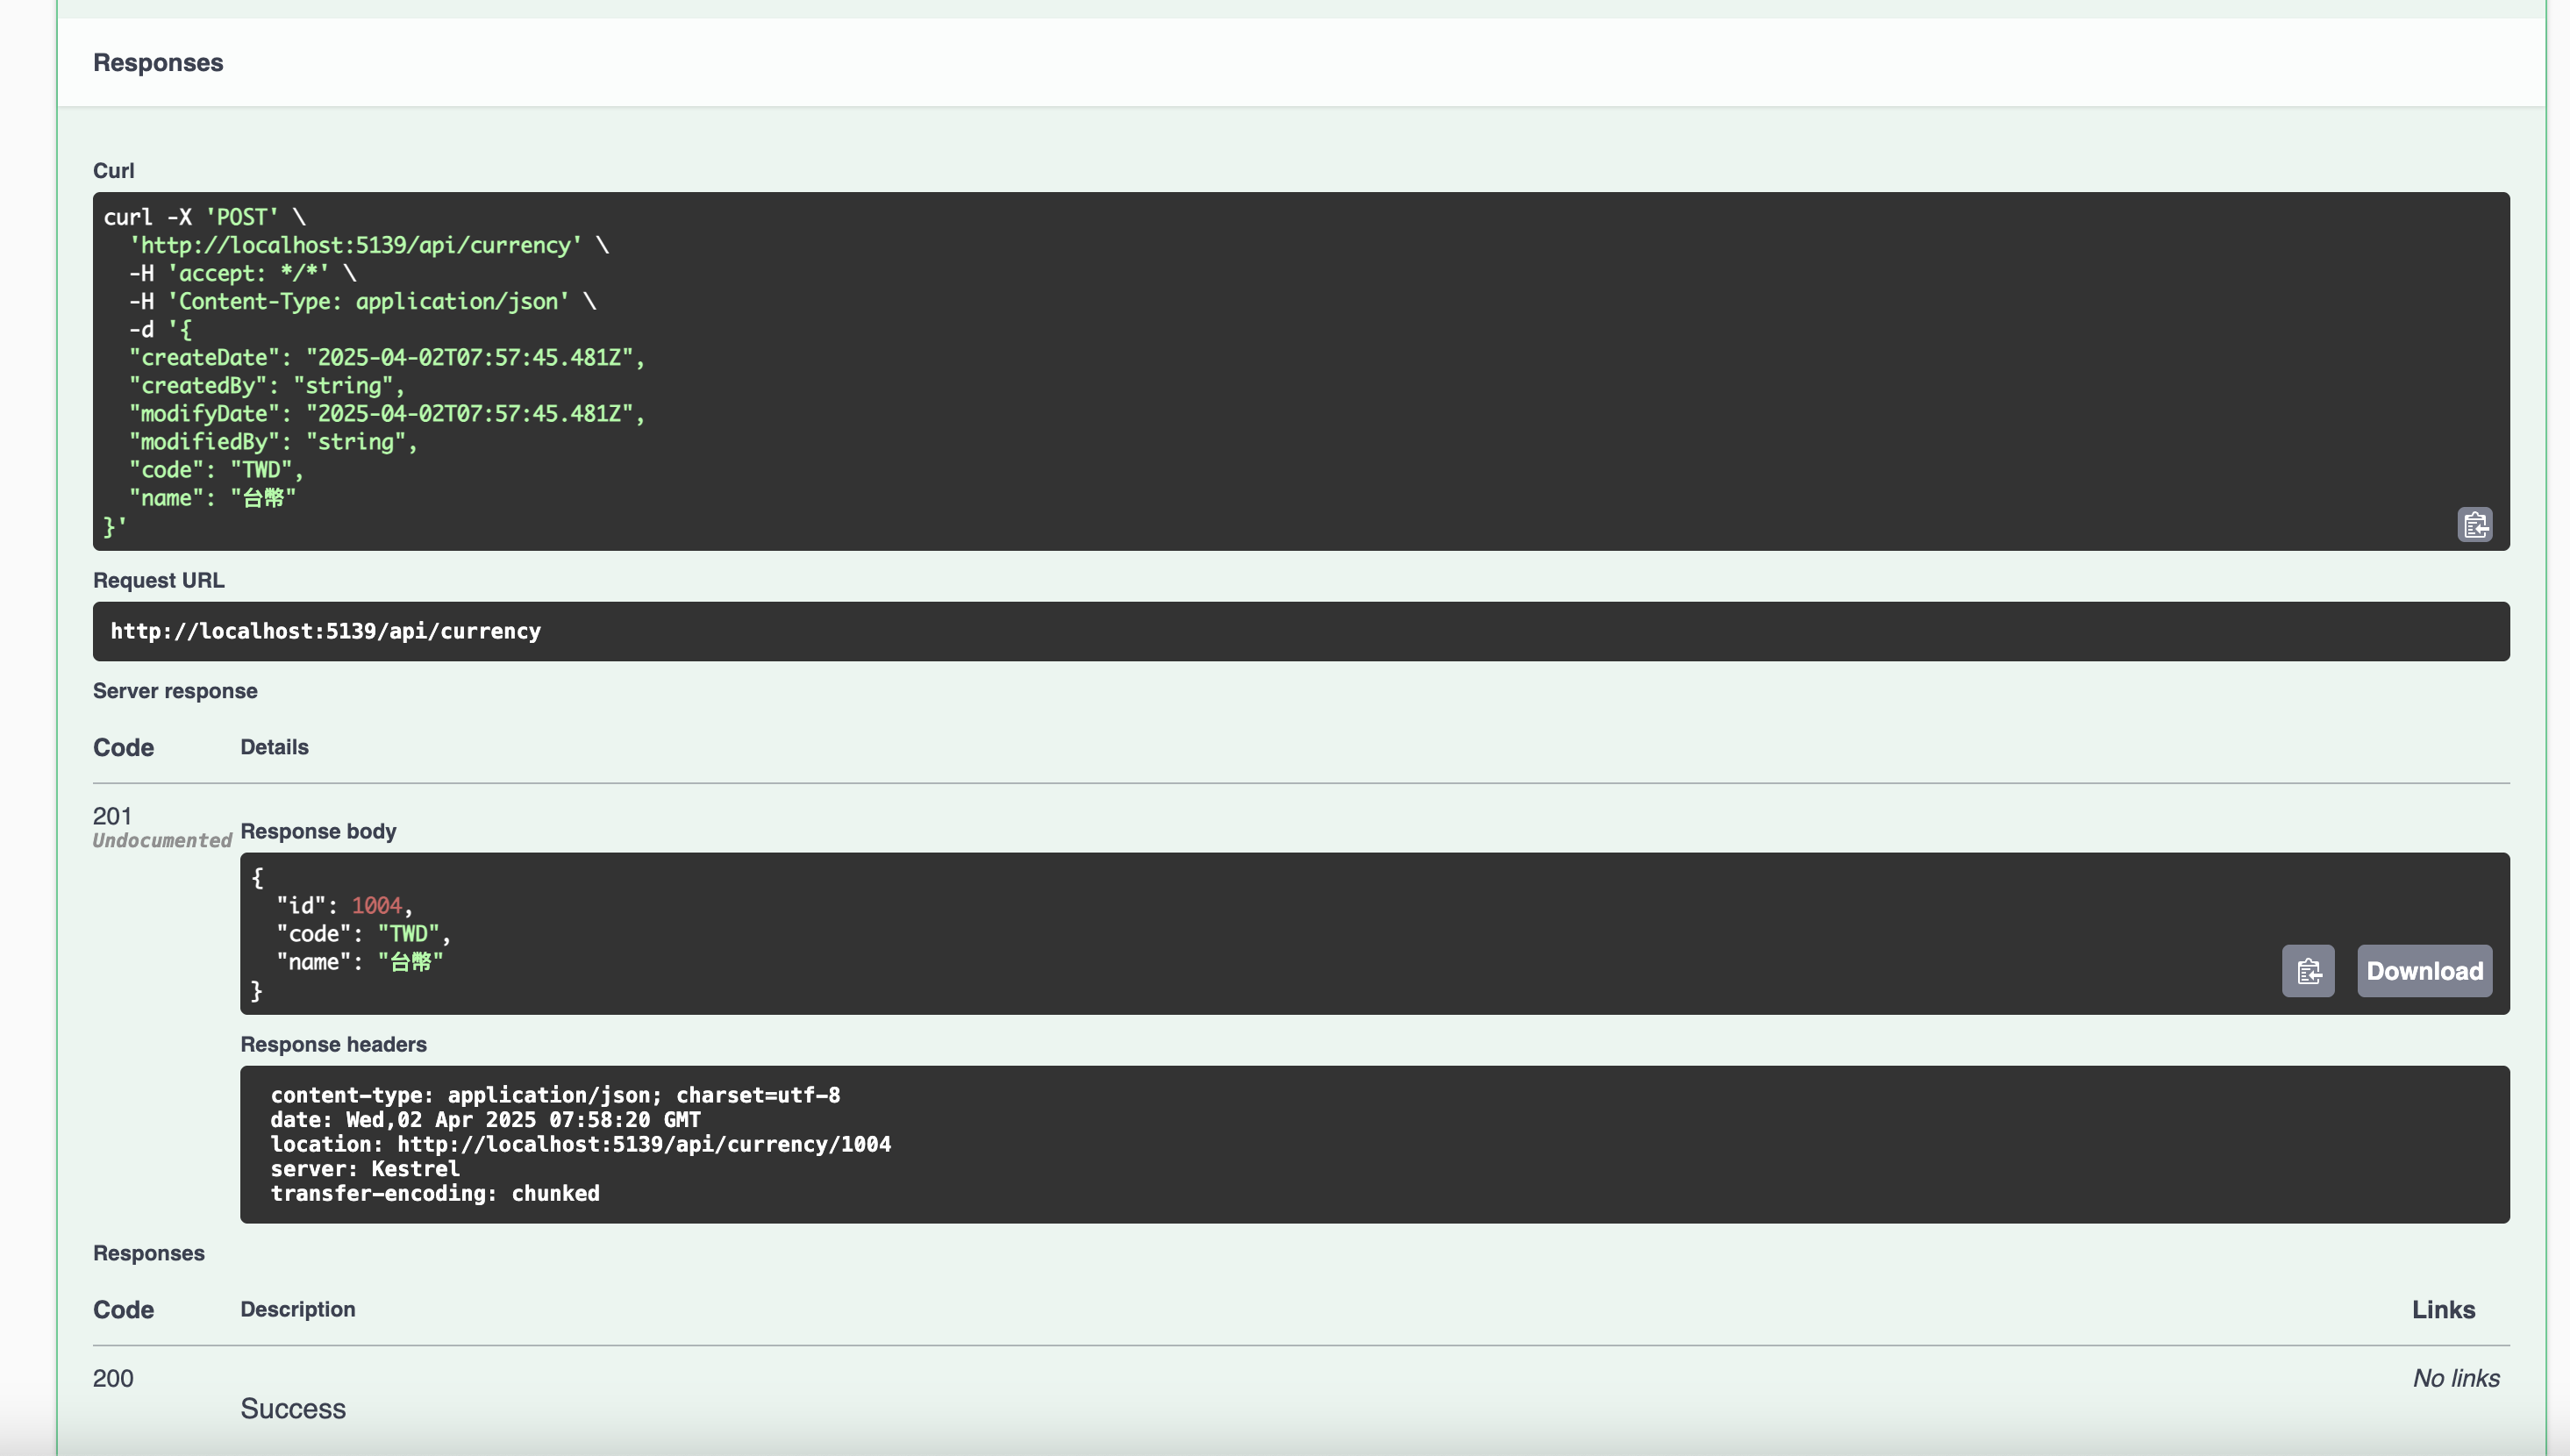 Responses
Curl
curl -X 'POST' \
  'http://localhost:5139/api/currency' \
  -H 'accept: */*' \
  -H 'Content-Type: application/json' \
  -d '{
  "createDate": "2025-04-02T07:57:45.481Z",
  "createdBy": "string",
  "modifyDate": "2025-04-02T07:57:45.481Z",
  "modifiedBy": "string",
  "code": "TWD",
  "name": "台幣"
}'
Request URL
http://localhost:5139/api/currency
Server response
Code Details
201
Undocumented
Response body
{
  "id": 1004,
  "code": "TWD",
  "name": "台幣"
}
Download
Response headers
content-type: application/json; charset=utf-8
date: Wed,02 Apr 2025 07:58:20 GMT
location: http://localhost:5139/api/currency/1004
server: Kestrel
transfer-encoding: chunked
Responses
Code Description Links
200 No links
Success